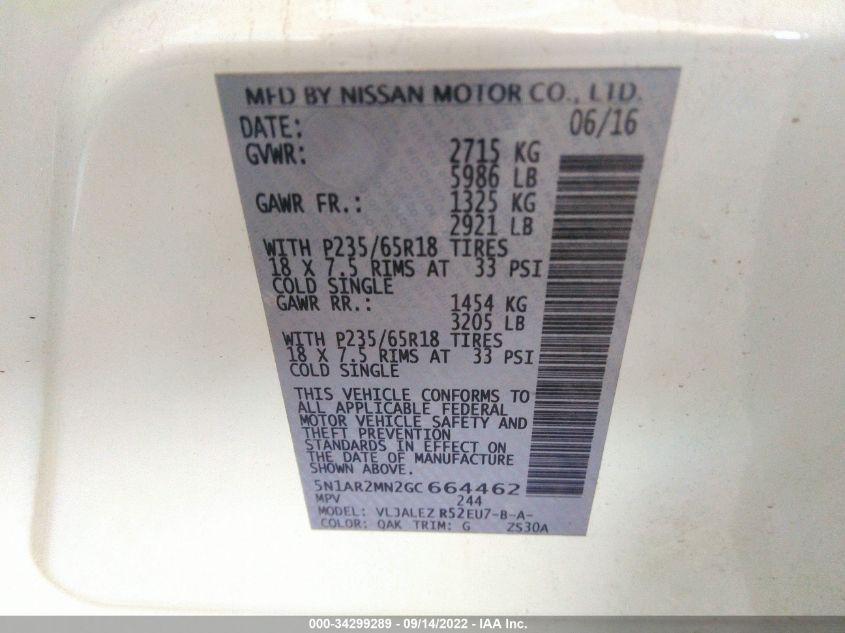 MFD BY NISSAN MOTOR CO., LTD.
DATE: 06/16
GVWR: 2715 KG
5986 LB
GAWR FR.: 1325 KG
2921 LB
WITH P235/65R18 TIRES
18 X 7.5 RIMS AT 33 PSI
COLD SINGLE
GAWR RR.: 1454 KG
3205 LB
WITH P235/65R18 TIRES
18 X 7.5 RIMS AT 33 PSI
COLD SINGLE
THIS VEHICLE CONFORMS TO
ALL APPLICABLE FEDERAL
MOTOR VEHICLE SAFETY AND
THEFT PREVENTION
STANDARDS IN EFFECT ON
THE DATE OF MANUFACTURE
SHOWN ABOVE.
5N1AR2MN2GC664462
MPV 244
MODEL: VLJALEZ R52EU7-B-A-
COLOR: QAK TRIM: G ZS30A
000-34299289 - 09/14/2022 - IAA Inc.